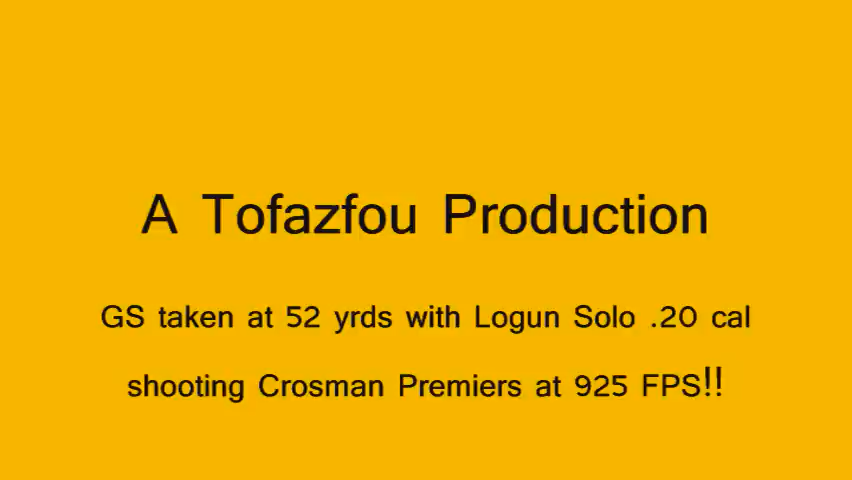 A Tofazfou Production
GS taken at 52 yrds with Logun Solo .20 cal
shooting Crosman Premiers at 925 FPS!!